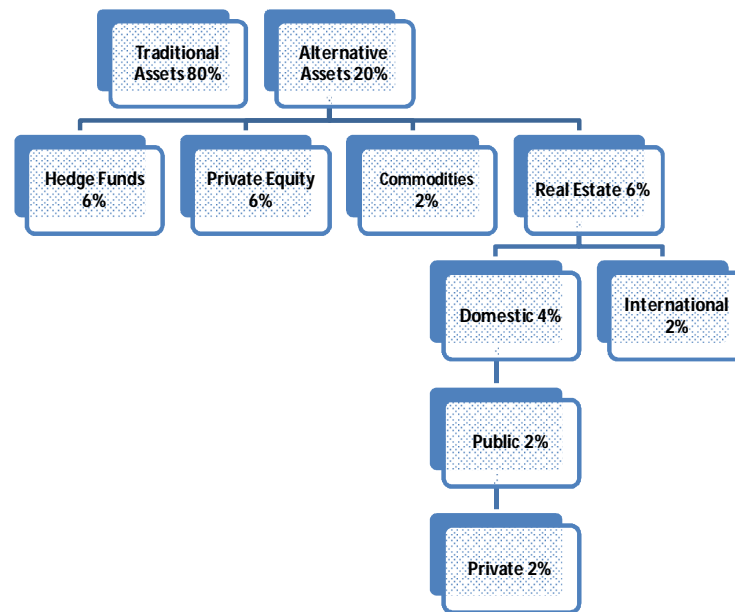 Traditional
Assets 80%
Alternative
Assets 20%
Hedge Funds
6%
Private Equity
6%
Commodities
2%
Real Estate 6%
Domestic 4%
International
2%
Public 2%
Private 2%